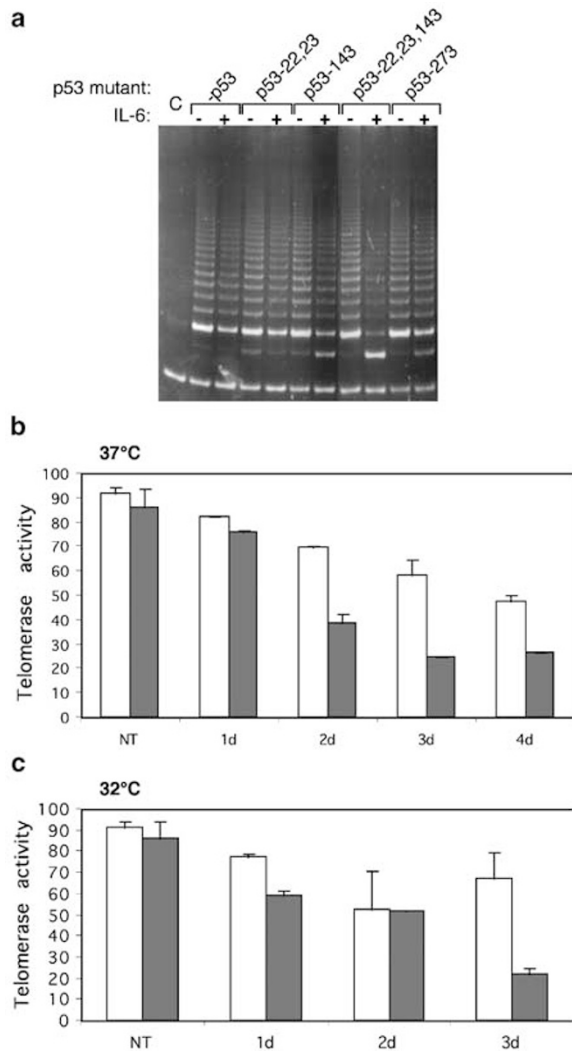 a
p53 mutant: C -p53 p53-22,23 p53-143 p53-22,23,143 p53-273
IL-6: - + - + - + - + - +
b
37°C
100
90
80
70
60
50
40
30
20
10
0
Telomerase activity
NT 1d 2d 3d 4d
c
32°C
100
90
80
70
60
50
40
30
20
10
0
Telomerase activity
NT 1d 2d 3d